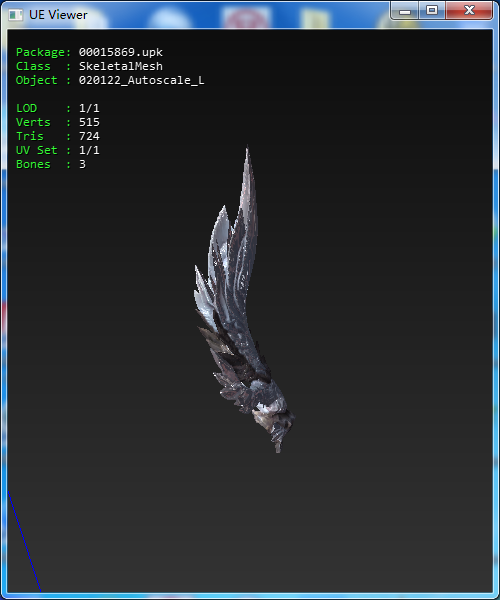 UE Viewer
Package: 00015869.upk
Class : SkeletalMesh
Object : 020122_Autoscale_L
LOD : 1/1
Verts : 515
Tris : 724
UV Set : 1/1
Bones : 3